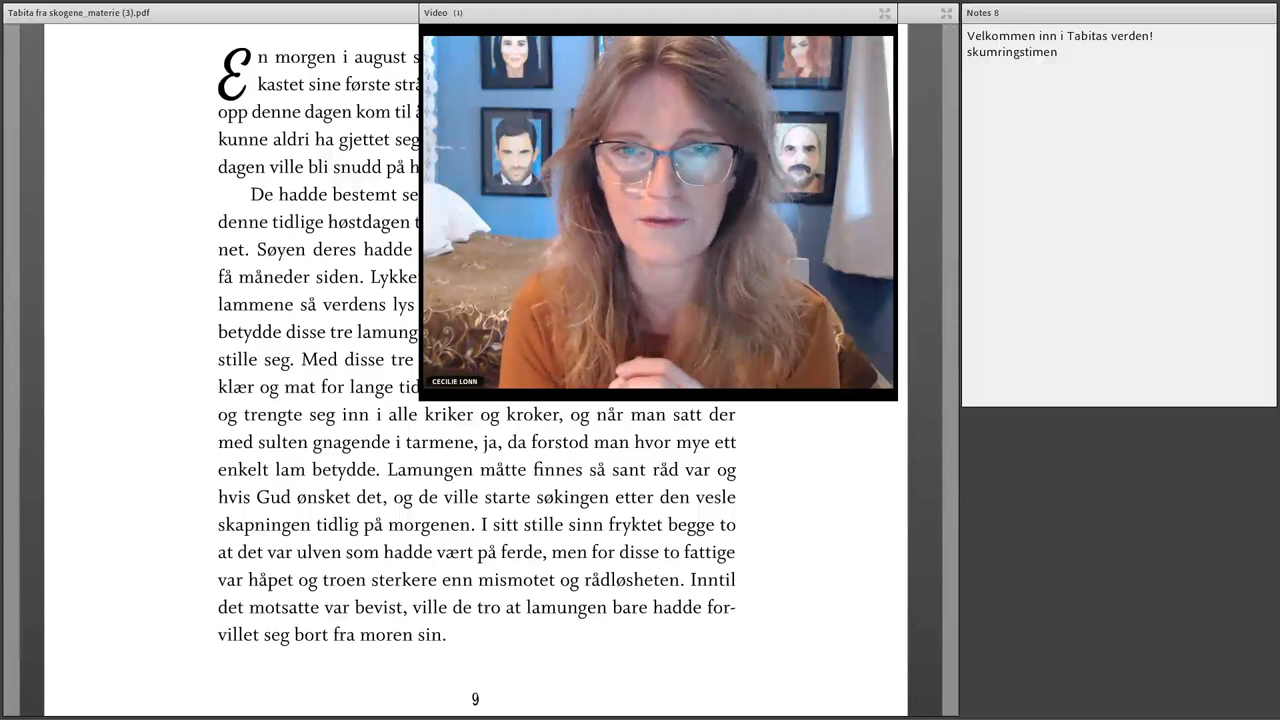 Tabita fra skogene_materie (3).pdf
Video (1)
Notes 8
Velkommen inn i Tabitas verden!
skumringstimen
En morgen i august
kastet sine første
opp denne dagen kom til
kunne aldri ha gjettet seg
dagen ville bli snudd på
De hadde bestemt
denne tidlige høstdagen
net. Søyen deres hadde
få måneder siden.
lammene så verdens lys
betydde disse tre
stille seg. Med disse tre
klær og mat for lange
og trengte seg inn i alle kriker og kroker, og når man satt der
med sulten gnagende i tarmene, ja, da forstod man hvor mye ett
enkelt lam betydde. Lamungen måtte finnes så sant råd var og
hvis Gud ønsket det, og de ville starte søkingen etter den vesle
skapningen tidlig på morgenen. I sitt stille sinn fryktet begge to
at det var ulven som hadde vært på ferde, men for disse to fattige
var håpet og troen sterkere enn mismotet og rådløsheten. Inntil
det motsatte var bevist, ville de tro at lamungen bare hadde for-
villet seg bort fra moren sin.
9
CECILIE LONN